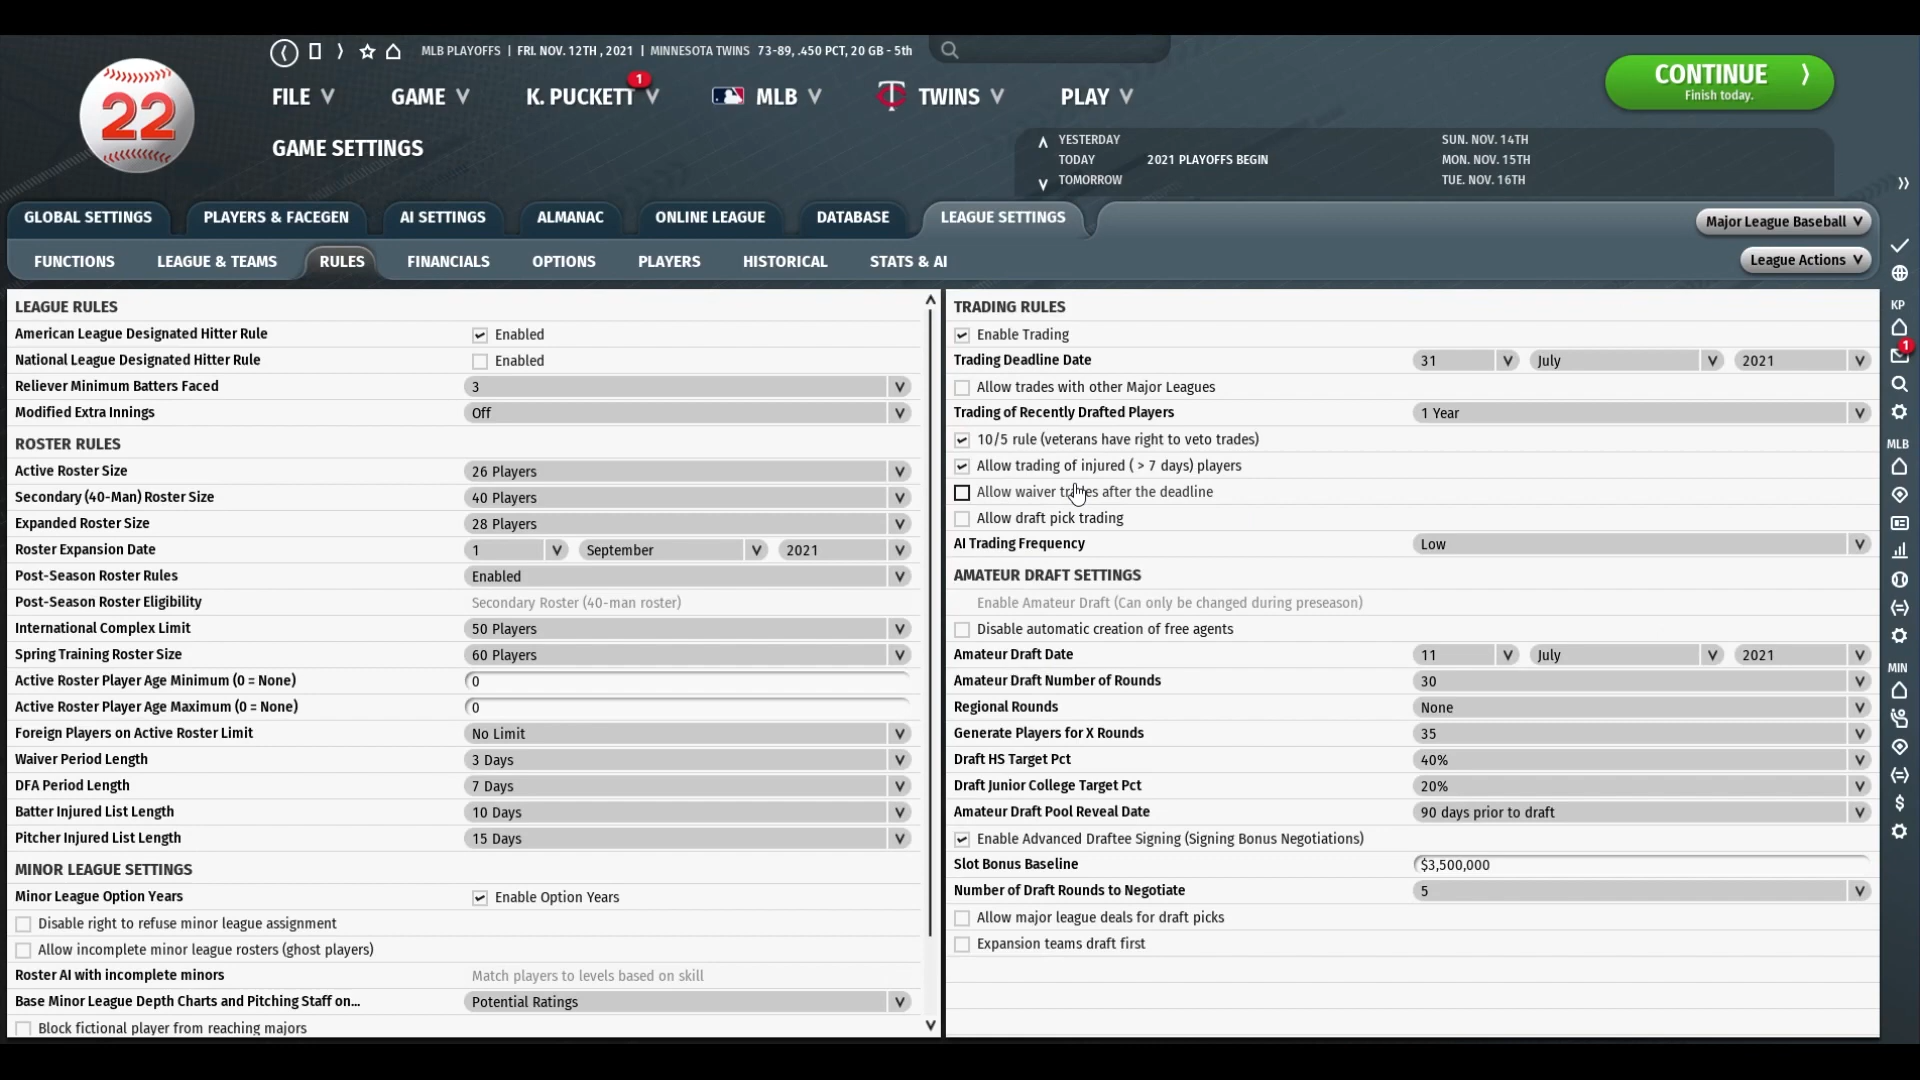 MLB PLAYOFFS | FRI. NOV. 12TH , 2021 | MINNESOTA TWINS 73-89, .450 PCT, 20 GB - 5th
22
FILE GAME K. PUCKETT 1 MLB TWINS PLAY
CONTINUE
Finish today.
GAME SETTINGS
YESTERDAY SUN. NOV. 14TH
TODAY 2021 PLAYOFFS BEGIN MON. NOV. 15TH
TOMORROW TUE. NOV. 16TH
GLOBAL SETTINGS PLAYERS & FACEGEN AI SETTINGS ALMANAC ONLINE LEAGUE DATABASE LEAGUE SETTINGS Major League Baseball
FUNCTIONS LEAGUE & TEAMS RULES FINANCIALS OPTIONS PLAYERS HISTORICAL STATS & AI League Actions
LEAGUE RULES
American League Designated Hitter Rule Enabled
National League Designated Hitter Rule Enabled
Reliever Minimum Batters Faced 3
Modified Extra Innings Off
ROSTER RULES
Active Roster Size 26 Players
Secondary (40-Man) Roster Size 40 Players
Expanded Roster Size 28 Players
Roster Expansion Date 1 September 2021
Post-Season Roster Rules Enabled
Post-Season Roster Eligibility Secondary Roster (40-man roster)
International Complex Limit 50 Players
Spring Training Roster Size 60 Players
Active Roster Player Age Minimum (0 = None) 0
Active Roster Player Age Maximum (0 = None) 0
Foreign Players on Active Roster Limit No Limit
Waiver Period Length 3 Days
DFA Period Length 7 Days
Batter Injured List Length 10 Days
Pitcher Injured List Length 15 Days
MINOR LEAGUE SETTINGS
Minor League Option Years Enable Option Years
Disable right to refuse minor league assignment
Allow incomplete minor league rosters (ghost players)
Roster AI with incomplete minors Match players to levels based on skill
Base Minor League Depth Charts and Pitching Staff on... Potential Ratings
Block fictional player from reaching majors
TRADING RULES
Enable Trading
Trading Deadline Date 31 July 2021
Allow trades with other Major Leagues
Trading of Recently Drafted Players 1 Year
10/5 rule (veterans have right to veto trades)
Allow trading of injured ( > 7 days) players
Allow waiver trades after the deadline
Allow draft pick trading
AI Trading Frequency Low
AMATEUR DRAFT SETTINGS
Enable Amateur Draft (Can only be changed during preseason)
Disable automatic creation of free agents
Amateur Draft Date 11 July 2021
Amateur Draft Number of Rounds 30
Regional Rounds None
Generate Players for X Rounds 35
Draft HS Target Pct 40%
Draft Junior College Target Pct 20%
Amateur Draft Pool Reveal Date 90 days prior to draft
Enable Advanced Draftee Signing (Signing Bonus Negotiations)
Slot Bonus Baseline $3,500,000
Number of Draft Rounds to Negotiate 5
Allow major league deals for draft picks
Expansion teams draft first
KP
1
MLB
MIN